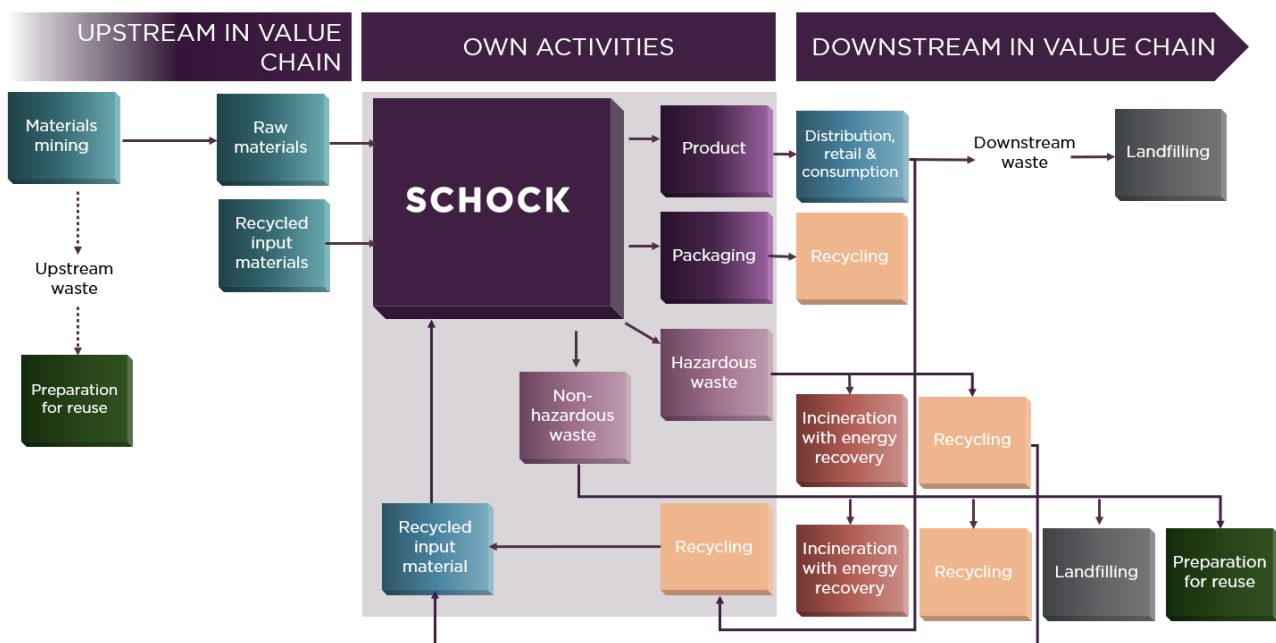 UPSTREAM IN VALUE
CHAIN
OWN ACTIVITIES
DOWNSTREAM IN VALUE CHAIN
Materials
mining
Raw
materials
Recycled
input
materials
Upstream
waste
Preparation
for reuse
SCHOCK
Product
Packaging
Hazardous
waste
Non-
hazardous
waste
Recycled
input
material
Recycling
Distribution,
retail &
consumption
Downstream
waste
Landfilling
Recycling
Incineration
with energy
recovery
Recycling
Incineration
with energy
recovery
Recycling
Landfilling
Preparation
for reuse